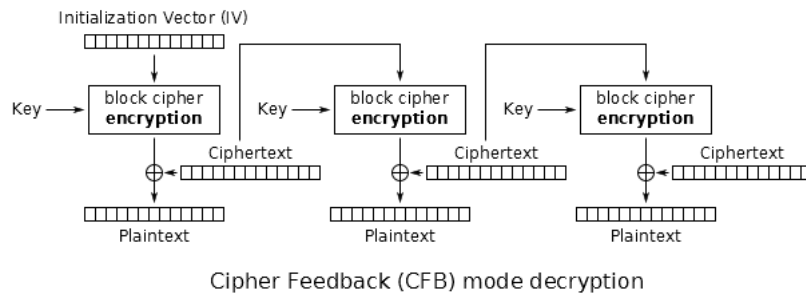 Initialization Vector (IV)
Key
block cipher
encryption
Ciphertext
Plaintext
Key
block cipher
encryption
Ciphertext
Plaintext
Key
block cipher
encryption
Ciphertext
Plaintext
Cipher Feedback (CFB) mode decryption